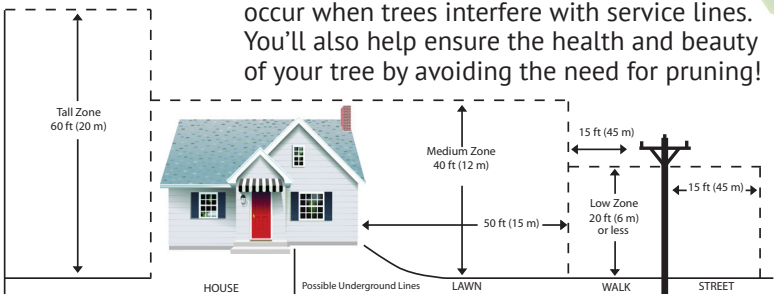 occur when trees interfere with service lines.
You'll also help ensure the health and beauty
of your tree by avoiding the need for pruning!
Tall Zone
60 ft (20 m)
Medium Zone
40 ft (12 m)
15 ft (45 m)
Low Zone
20 ft (6 m)
or less
15 ft (45 m)
50 ft (15 m)
HOUSE
Possible Underground Lines
LAWN
WALK
STREET